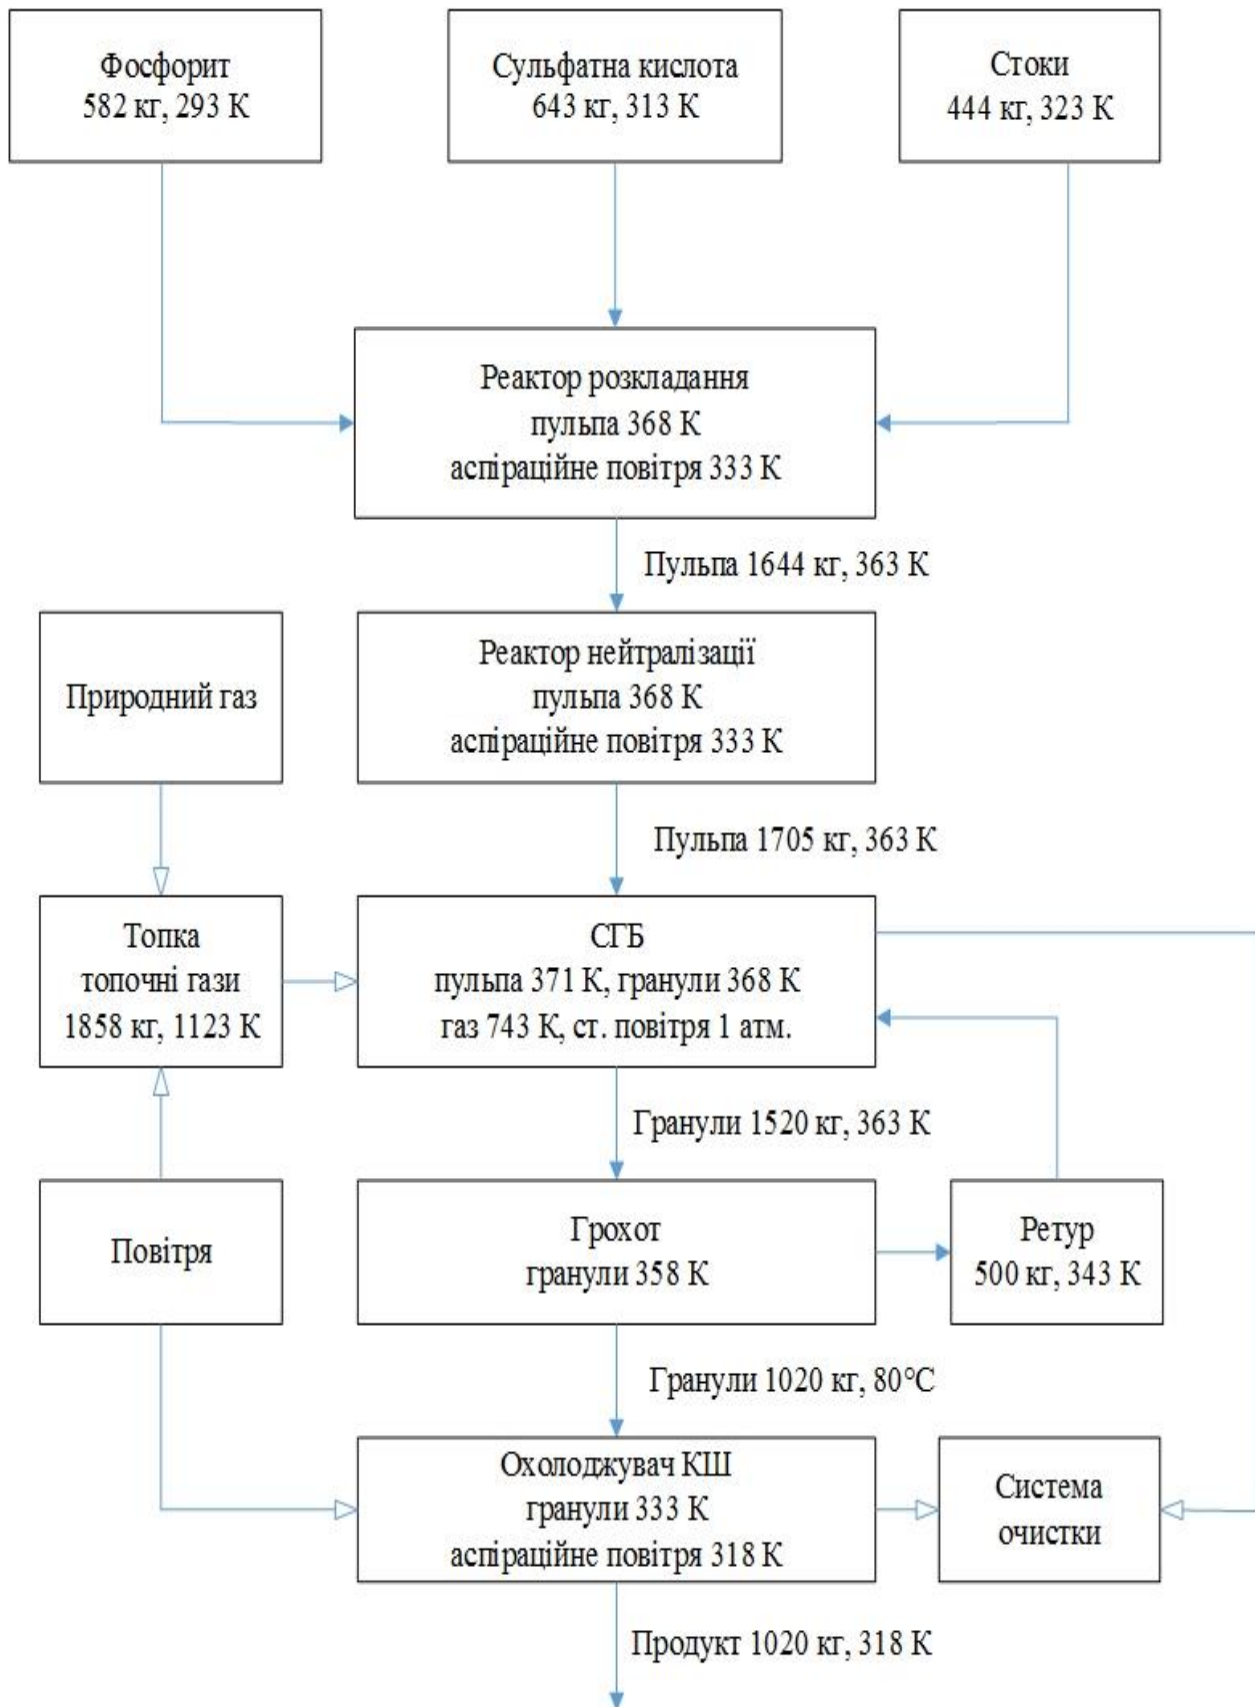 Фосфорит
582 кг, 293 К
Сульфатна кислота
643 кг, 313 К
Стоки
444 кг, 323 К
Реактор розкладання
пульпа 368 К
аспіраційне повітря 333 К
Пульпа 1644 кг, 363 К
Природний газ
Реактор нейтралізації
пульпа 368 К
аспіраційне повітря 333 К
Пульпа 1705 кг, 363 К
Топка
топочні гази
1858 кг, 1123 К
СГБ
пульпа 371 К, гранули 368 К
газ 743 К, ст. повітря 1 атм.
Гранули 1520 кг, 363 К
Повітря
Грохот
гранули 358 К
Ретур
500 кг, 343 К
Гранули 1020 кг, 80°С
Охолоджувач КШ
гранули 333 К
аспіраційне повітря 318 К
Система
очистки
Продукт 1020 кг, 318 К